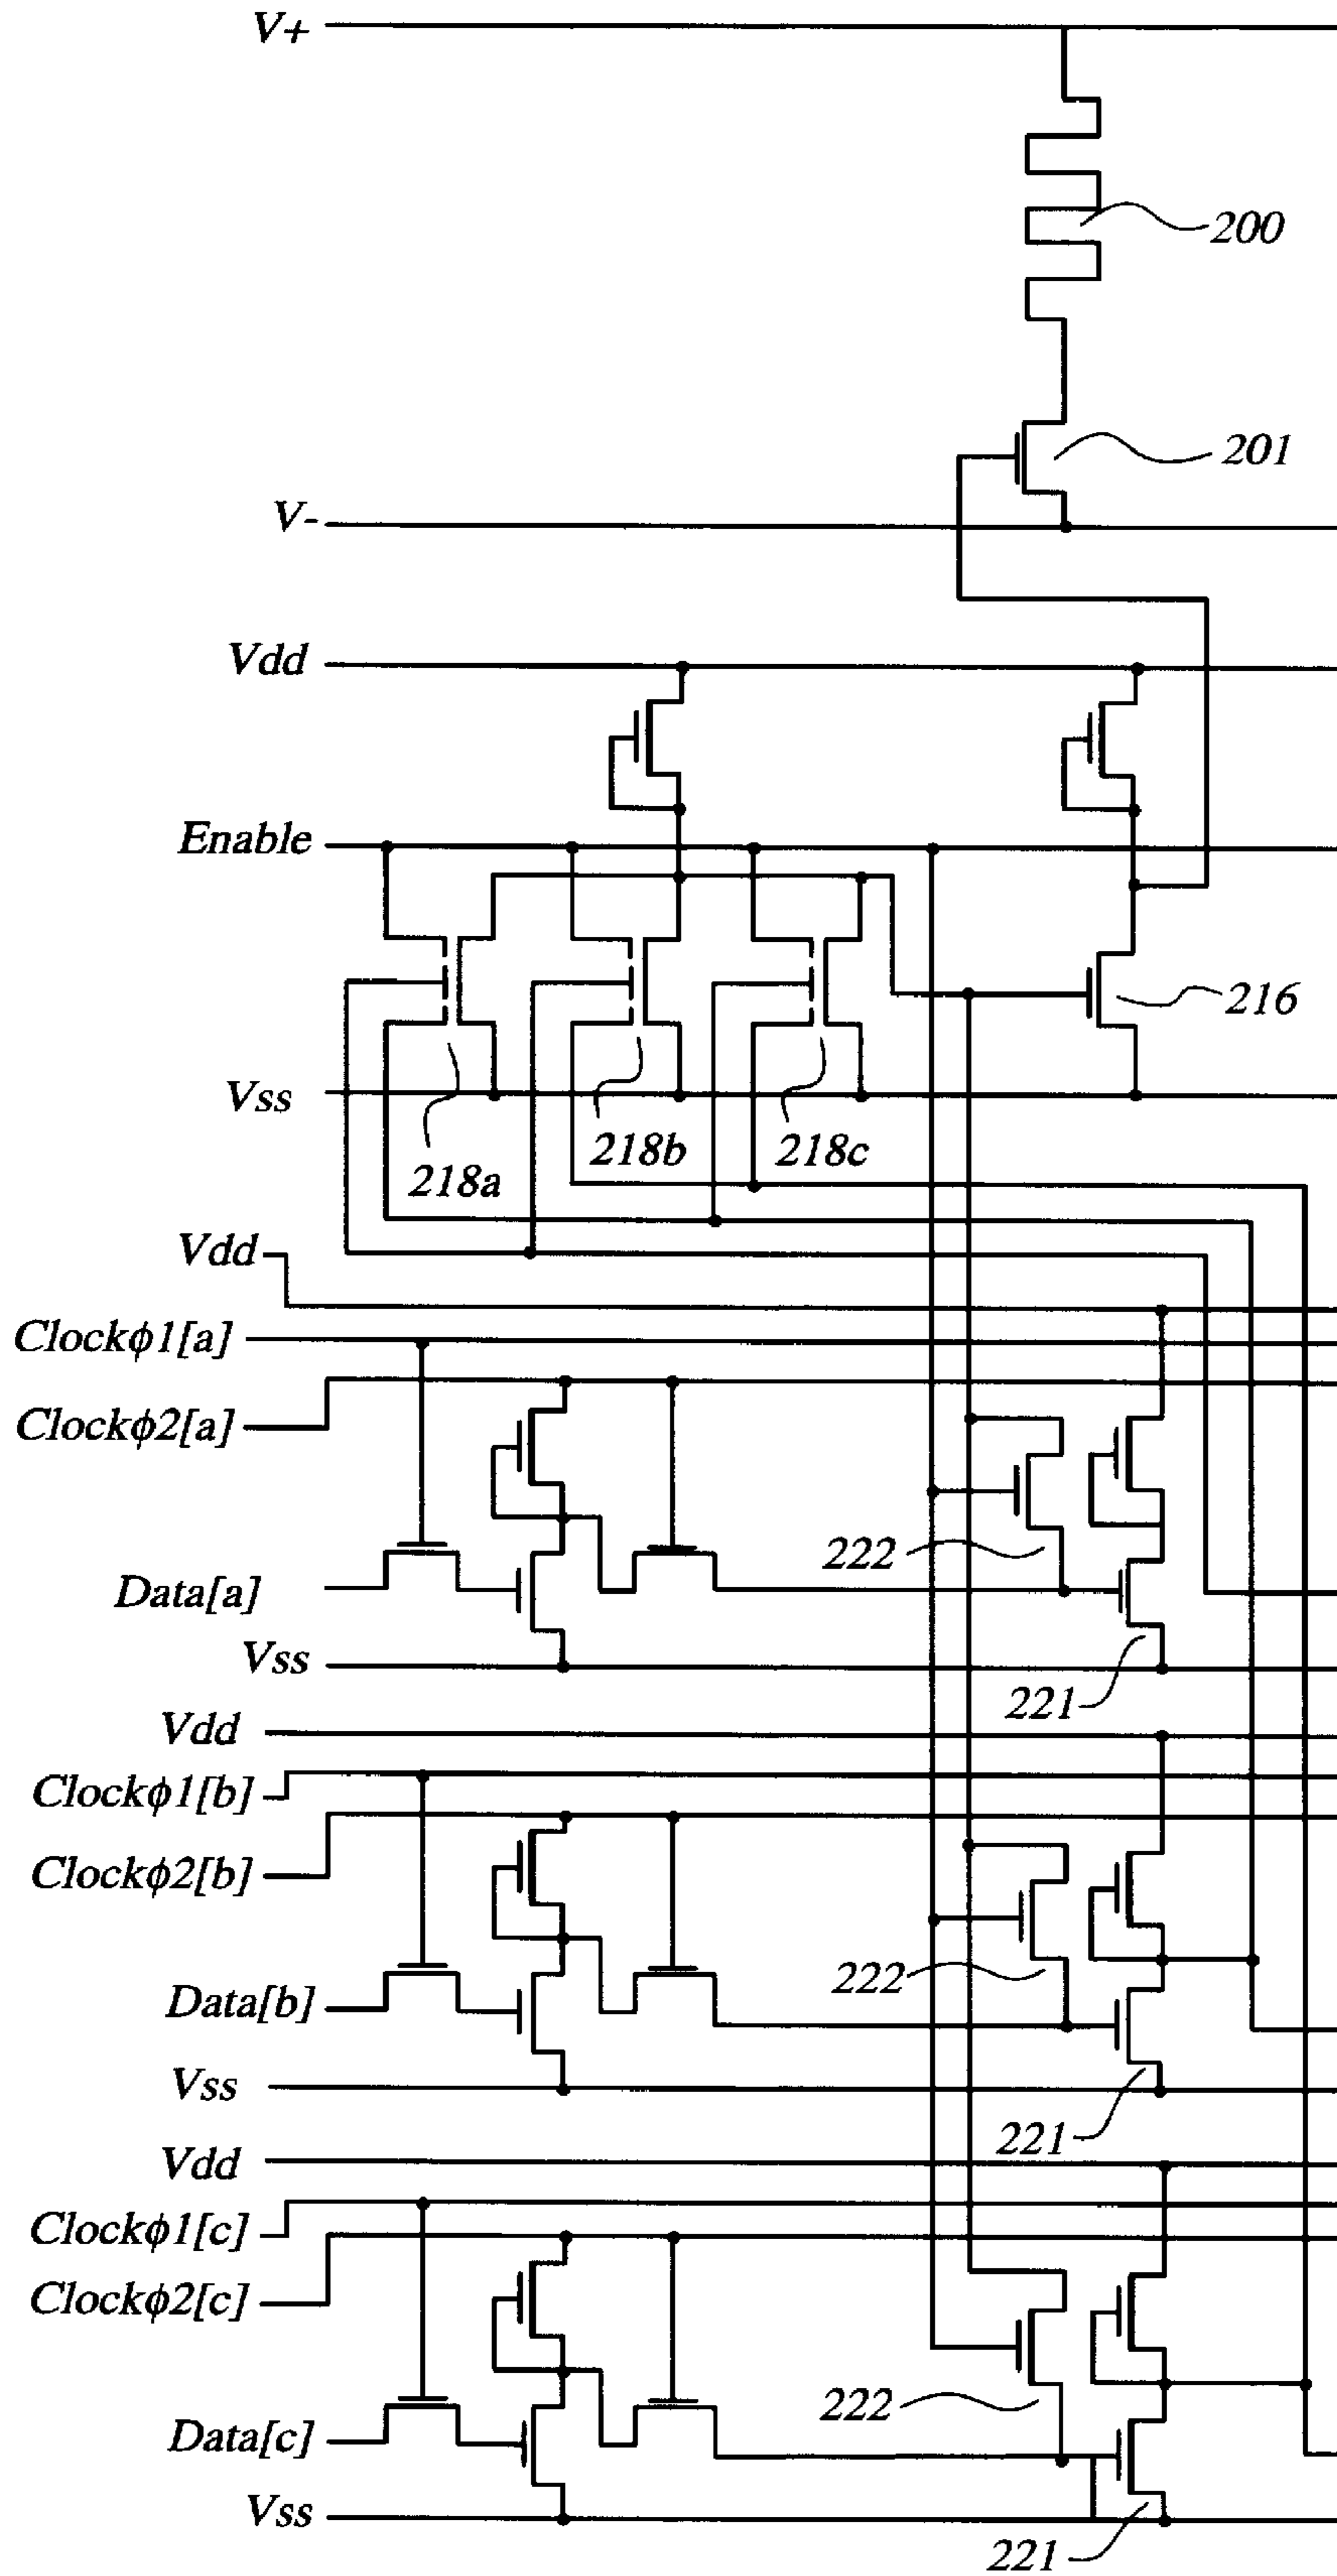 V+
200
201
V-
Vdd
Enable
216
Vss
218a
218b
218c
Vdd
Clockϕ1[a]
Clockϕ2[a]
222
Data[a]
Vss
221
Vdd
Clockϕ1[b]
Clockϕ2[b]
222
Data[b]
Vss
221
Vdd
Clockϕ1[c]
Clockϕ2[c]
222
Data[c]
Vss
221